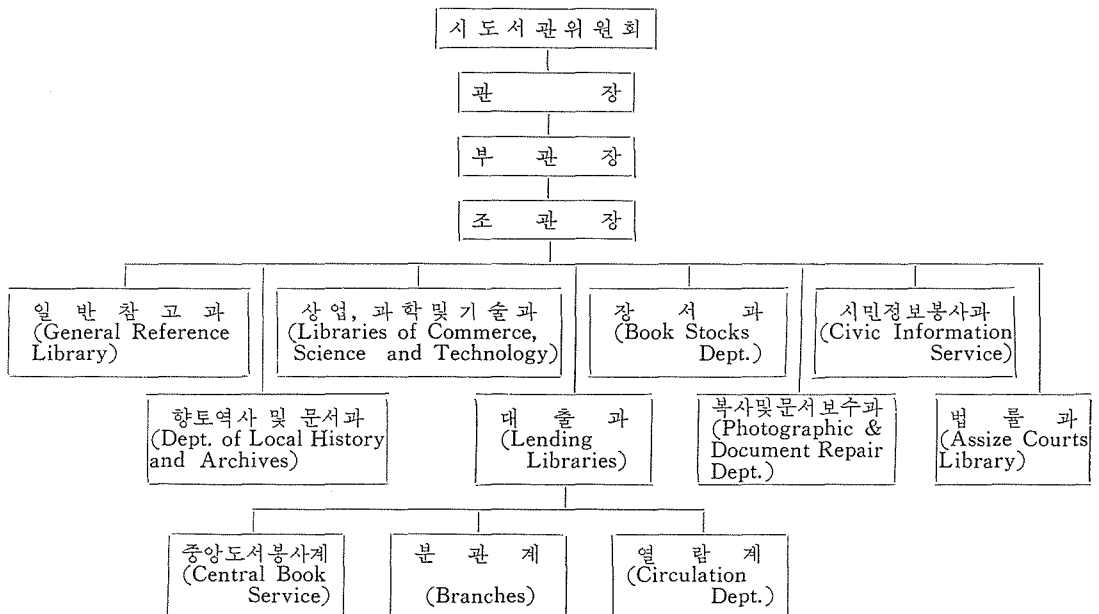 시도서관위원회
관 장
부 관 장
조 관 장
일 반 참 고 과
(General Reference
Library)
상업, 과학및기술과
(Libraries of Commerce,
Science and Technology)
장 서 과
(Book Stocks
Dept.)
시민정보봉사과
(Civic Information
Service)
향토역사 및 문서과
(Dept. of Local History
and Archives)
대 출 과
(Lending
Libraries)
복사및문서보수과
(Photographic &
Document Repair
Dept.)
법 률 과
(Assize Courts
Library)
중앙도서봉사계
(Central Book
Service)
분 관 계
(Branches)
열 람 계
(Circulation
Dept.)